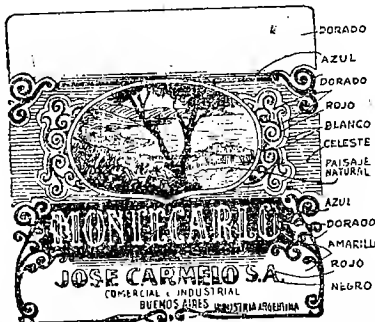 DORADO
AZUL
DORADO
ROJO
BLANCO
CELESTE
PAISAJE
NATURAL
AZUL
DORADO
AMARILL
ROJO
NEGRO
MONTECARLO
JOSE CARMELO S.A.
COMERCIAL e INDUSTRIAL
BUENOS AIRES INDUSTRIA ARGENTINA